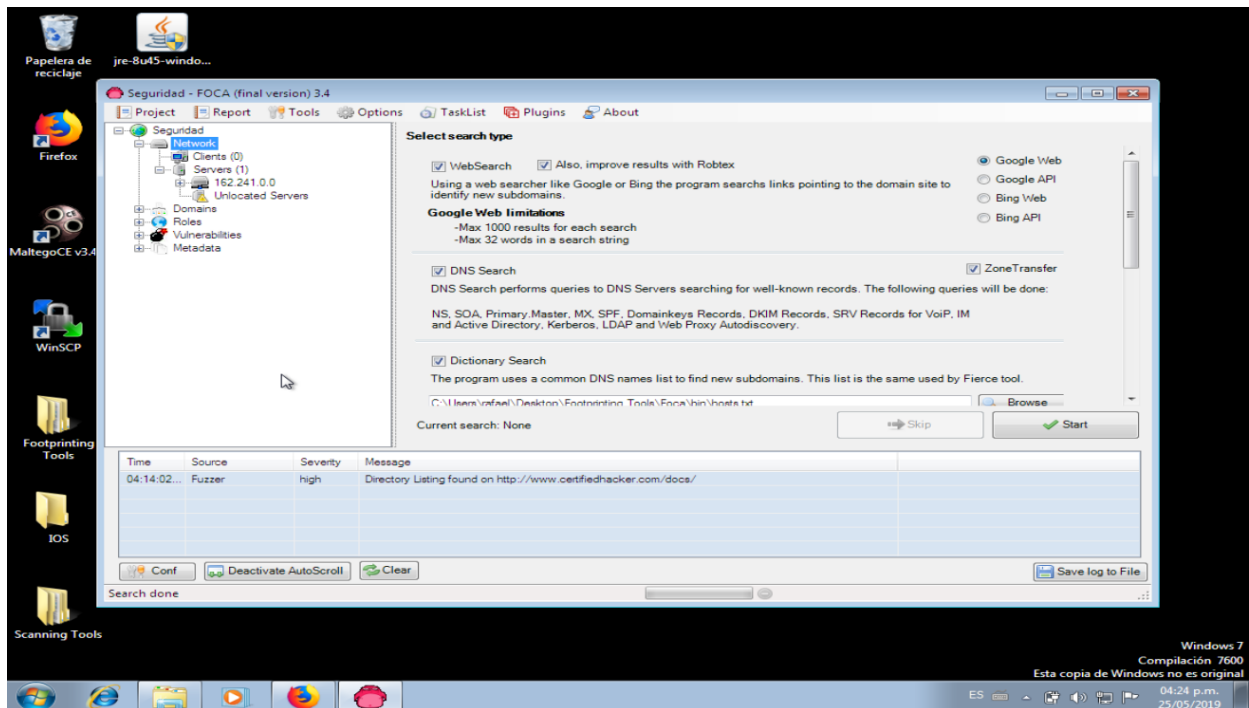 Papelera de
reciclaje
jre-8u45-windo...
Firefox
MaltegoCE v3.4
WinSCP
Footprinting
Tools
IOS
Scanning Tools
Seguridad - FOCA (final version) 3.4
Project Report Tools Options TaskList Plugins About
Seguridad
Network
Clients (0)
Servers (1)
162.241.0.0
Unlocated Servers
Domains
Roles
Vulnerabilities
Metadata
Select search type
WebSearch Also, improve results with Robtex
Using a web searcher like Google or Bing the program searchs links pointing to the domain site to
identify new subdomains.
Google Web limitations
-Max 1000 results for each search
-Max 32 words in a search string
Google Web
Google API
Bing Web
Bing API
DNS Search ZoneTransfer
DNS Search performs queries to DNS Servers searching for well-known records. The following queries will be done:
NS, SOA, Primary.Master, MX, SPF, Domainkeys Records, DKIM Records, SRV Records for VoiP, IM
and Active Directory, Kerberos, LDAP and Web Proxy Autodiscovery.
Dictionary Search
The program uses a common DNS names list to find new subdomains. This list is the same used by Fierce tool.
C:\Users\rafael\Desktop\Footprinting Tools\Foca\bin\hosts.txt Browse
Current search: None Skip Start
Time Source Severity Message
04:14:02... Fuzzer high Directory Listing found on http://www.certifiedhacker.com/docs/
Conf Deactivate AutoScroll Clear Save log to File
Search done
Windows 7
Compilación 7600
Esta copia de Windows no es original
ES 04:24 p.m.
25/05/2019